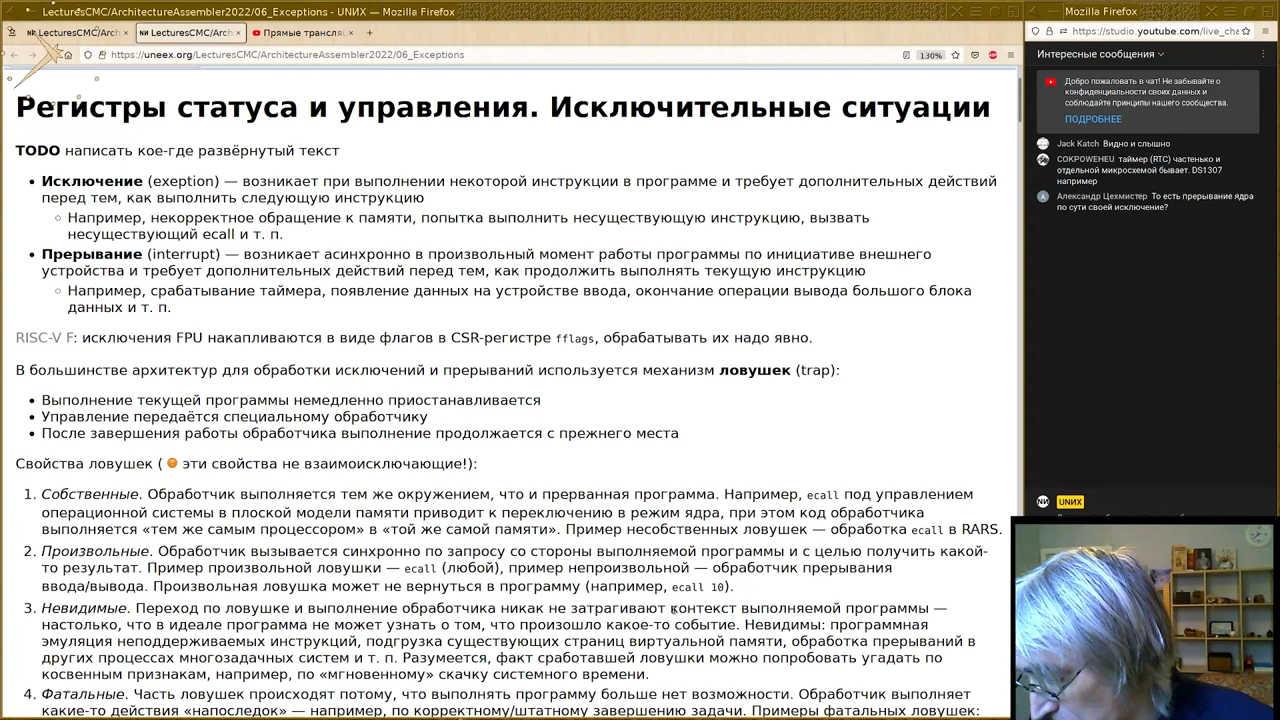 LecturesCMC/ArchitectureAssembler2022/06_Exceptions - UNИX — Mozilla Firefox
LecturesCMC/Arch
LecturesCMC/Archi
Прямые трансляц
https://uneex.org/LecturesCMC/ArchitectureAssembler2022/06_Exceptions
130%
Регистры статуса и управления. Исключительные ситуации
TODO написать кое-где развёрнутый текст
Исключение (exeption) — возникает при выполнении некоторой инструкции в программе и требует дополнительных действий
перед тем, как выполнить следующую инструкцию
Например, некорректное обращение к памяти, попытка выполнить несуществующую инструкцию, вызвать
несуществующий ecall и т. п.
Прерывание (interrupt) — возникает асинхронно в произвольный момент работы программы по инициативе внешнего
устройства и требует дополнительных действий перед тем, как продолжить выполнять текущую инструкцию
Например, срабатывание таймера, появление данных на устройстве ввода, окончание операции вывода большого блока
данных и т. п.
RISC-V F: исключения FPU накапливаются в виде флагов в CSR-регистре fflags, обрабатывать их надо явно.
В большинстве архитектур для обработки исключений и прерываний используется механизм ловушек (trap):
Выполнение текущей программы немедленно приостанавливается
Управление передаётся специальному обработчику
После завершения работы обработчика выполнение продолжается с прежнего места
Свойства ловушек ( эти свойства не взаимоисключающие!):
1. Собственные. Обработчик выполняется тем же окружением, что и прерванная программа. Например, ecall под управлением
операционной системы в плоской модели памяти приводит к переключению в режим ядра, при этом код обработчика
выполняется «тем же самым процессором» в «той же самой памяти». Пример несобственных ловушек — обработка ecall в RARS.
2. Произвольные. Обработчик вызывается синхронно по запросу со стороны выполняемой программы и с целью получить какой-
то результат. Пример произвольной ловушки — ecall (любой), пример непроизвольной — обработчик прерывания
ввода/вывода. Произвольная ловушка может не вернуться в программу (например, ecall 10).
3. Невидимые. Переход по ловушке и выполнение обработчика никак не затрагивают контекст выполняемой программы —
настолько, что в идеале программа не может узнать о том, что произошло какое-то событие. Невидимы: программная
эмуляция неподдерживаемых инструкций, подгрузка существующих страниц виртуальной памяти, обработка прерываний в
других процессах многозадачных систем и т. п. Разумеется, факт сработавшей ловушки можно попробовать угадать по
косвенным признакам, например, по «мгновенному» скачку системного времени.
4. Фатальные. Часть ловушек происходят потому, что выполнять программу больше нет возможности. Обработчик выполняет
какие-то действия «напоследок» — например, по корректному/штатному завершению задачи. Примеры фатальных ловушек:
Mozilla Firefox
https://studio.youtube.com/live_cha
Интересные сообщения
Добро пожаловать в чат! Не забывайте о
конфиденциальности своих данных и
соблюдайте принципы нашего сообщества.
ПОДРОБНЕЕ
Jack Katch Видно и слышно
COKPOWEHEU таймер (RTC) частенько и
отдельной микросхемой бывает. DS1307
например
Александр Цехмистер То есть прерывание ядра
по сути своей исключение?
UNИX